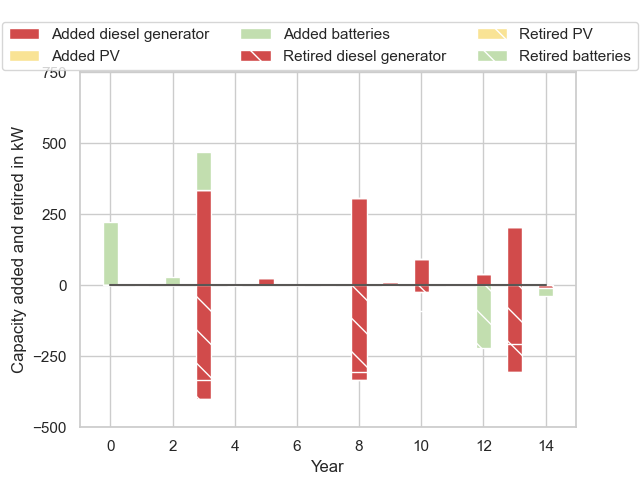 Added diesel generator
Added PV
Added batteries
Retired diesel generator
Retired PV
Retired batteries
750
500
250
0
−250
−500
Capacity added and retired in kW
0 2 4 6 8 10 12 14
Year